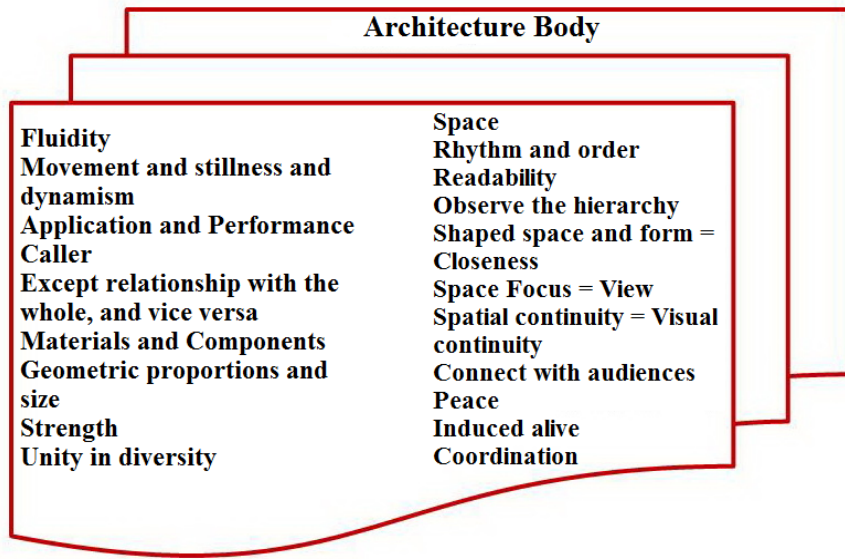 Architecture Body
Fluidity
Movement and stillness and
dynamism
Application and Performance
Caller
Except relationship with the
whole, and vice versa
Materials and Components
Geometric proportions and
size
Strength
Unity in diversity
Space
Rhythm and order
Readability
Observe the hierarchy
Shaped space and form =
Closeness
Space Focus = View
Spatial continuity = Visual
continuity
Connect with audiences
Peace
Induced alive
Coordination